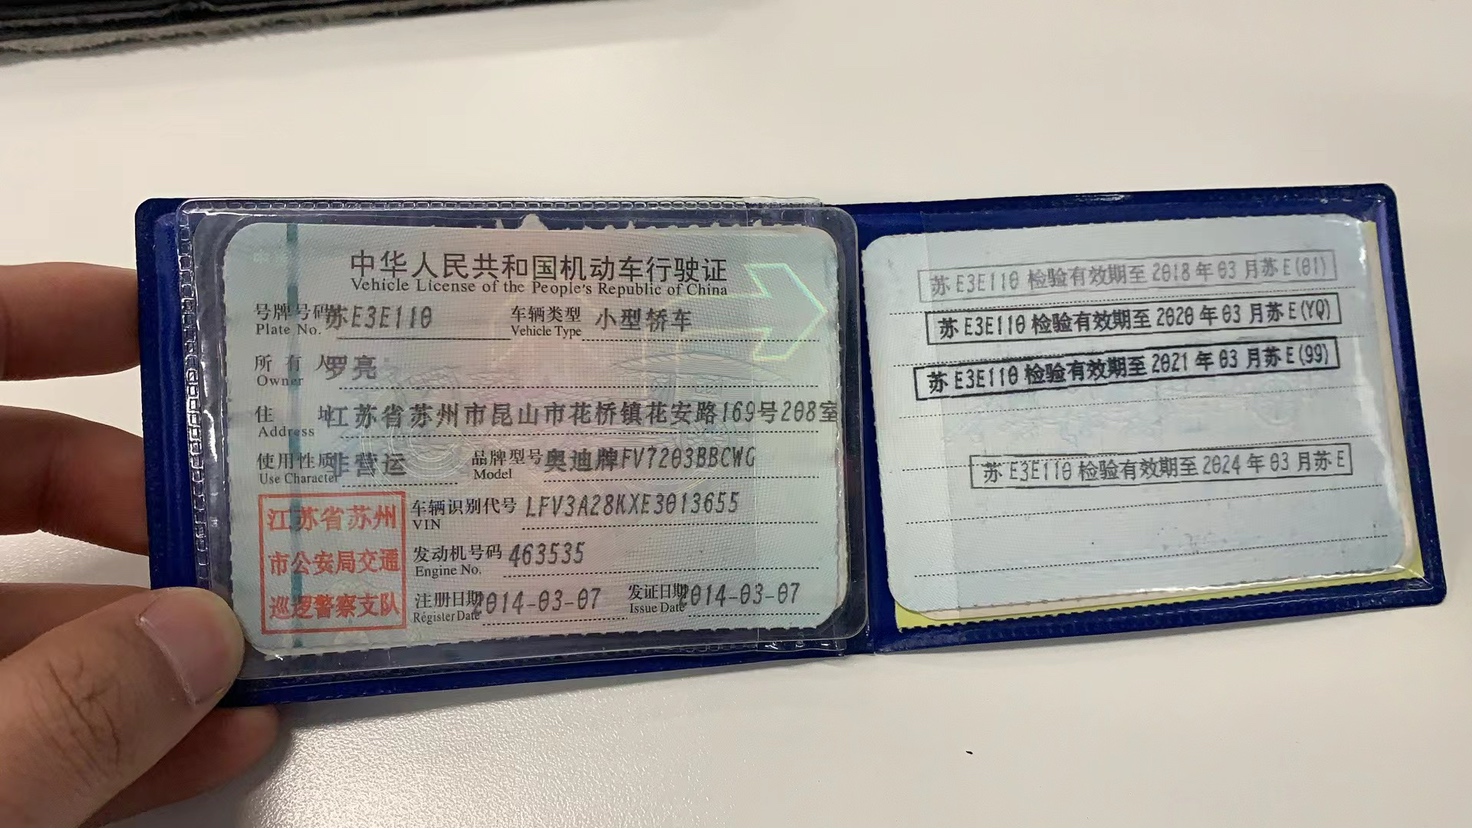 中华人民共和国机动车行驶证
Vehicle License of the People's Republic of China
号牌号码 苏E3E110 车辆类型 小型轿车
Plate No. Vehicle Type
所有人 罗亮
Owner
住址 江苏省苏州市昆山市花桥镇花安路169号208室
Address
使用性质 非营运 品牌型号 奥迪牌FV7203BBCWG
Use Character Model
车辆识别代号 LFV3A28KXE3013655
VIN
发动机号码 463535
Engine No.
注册日期 2014-03-07 发证日期 2014-03-07
Register Date Issue Date
江苏省苏州
市公安局交通
巡逻警察支队
苏E3E110 检验有效期至 2018年03月苏E(01)
苏E3E110 检验有效期至 2020年03月苏E(YQ)
苏E3E110 检验有效期至 2021年03月苏E(99)
苏E3E110 检验有效期至 2024年03月苏E